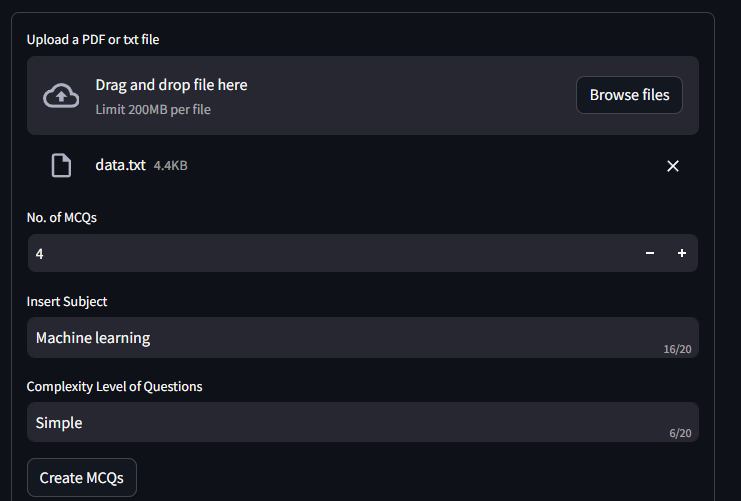 Upload a PDF or txt file
Drag and drop file here
Limit 200MB per file
Browse files
data.txt 4.4KB
No. of MCQs
4
Insert Subject
Machine learning
16/20
Complexity Level of Questions
Simple
6/20
Create MCQs